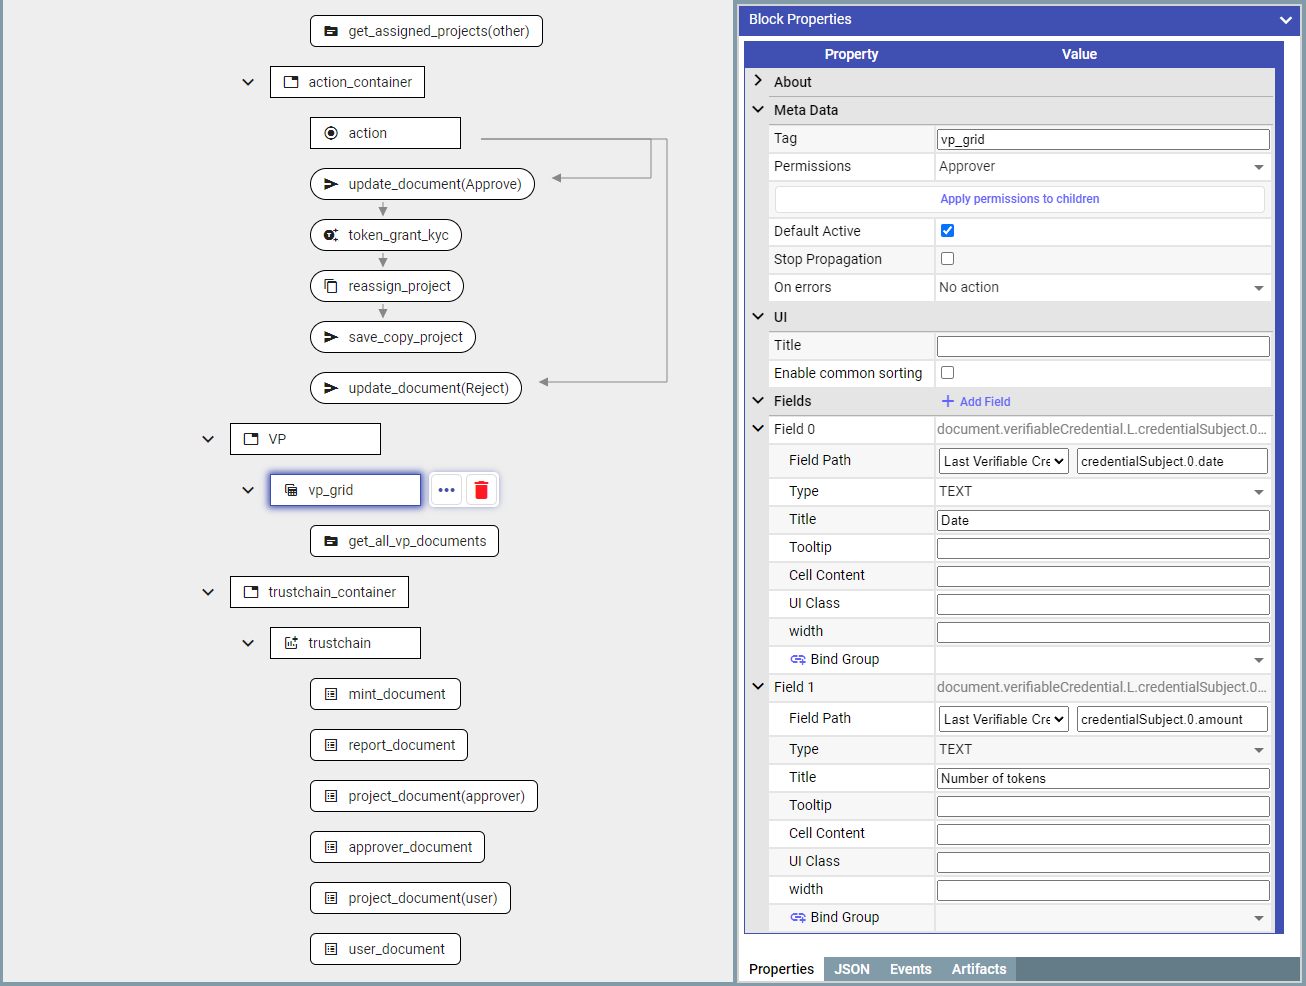 get_assigned_projects(other)
action_container
action
update_document(Approve)
token_grant_kyc
reassign_project
save_copy_project
update_document(Reject)
VP
vp_grid
get_all_vp_documents
trustchain_container
trustchain
mint_document
report_document
project_document(approver)
approver_document
project_document(user)
user_document
Block Properties
Property Value
About
Meta Data
Tag vp_grid
Permissions Approver
Apply permissions to children
Default Active
Stop Propagation
On errors No action
UI
Title
Enable common sorting
Fields + Add Field
Field 0 document.verifiableCredential.L.credentialSubject.0...
Field Path Last Verifiable Cre credentialSubject.0.date
Type TEXT
Title Date
Tooltip
Cell Content
UI Class
width
Bind Group
Field 1 document.verifiableCredential.L.credentialSubject.0...
Field Path Last Verifiable Cre credentialSubject.0.amount
Type TEXT
Title Number of tokens
Tooltip
Cell Content
UI Class
width
Bind Group
Properties JSON Events Artifacts